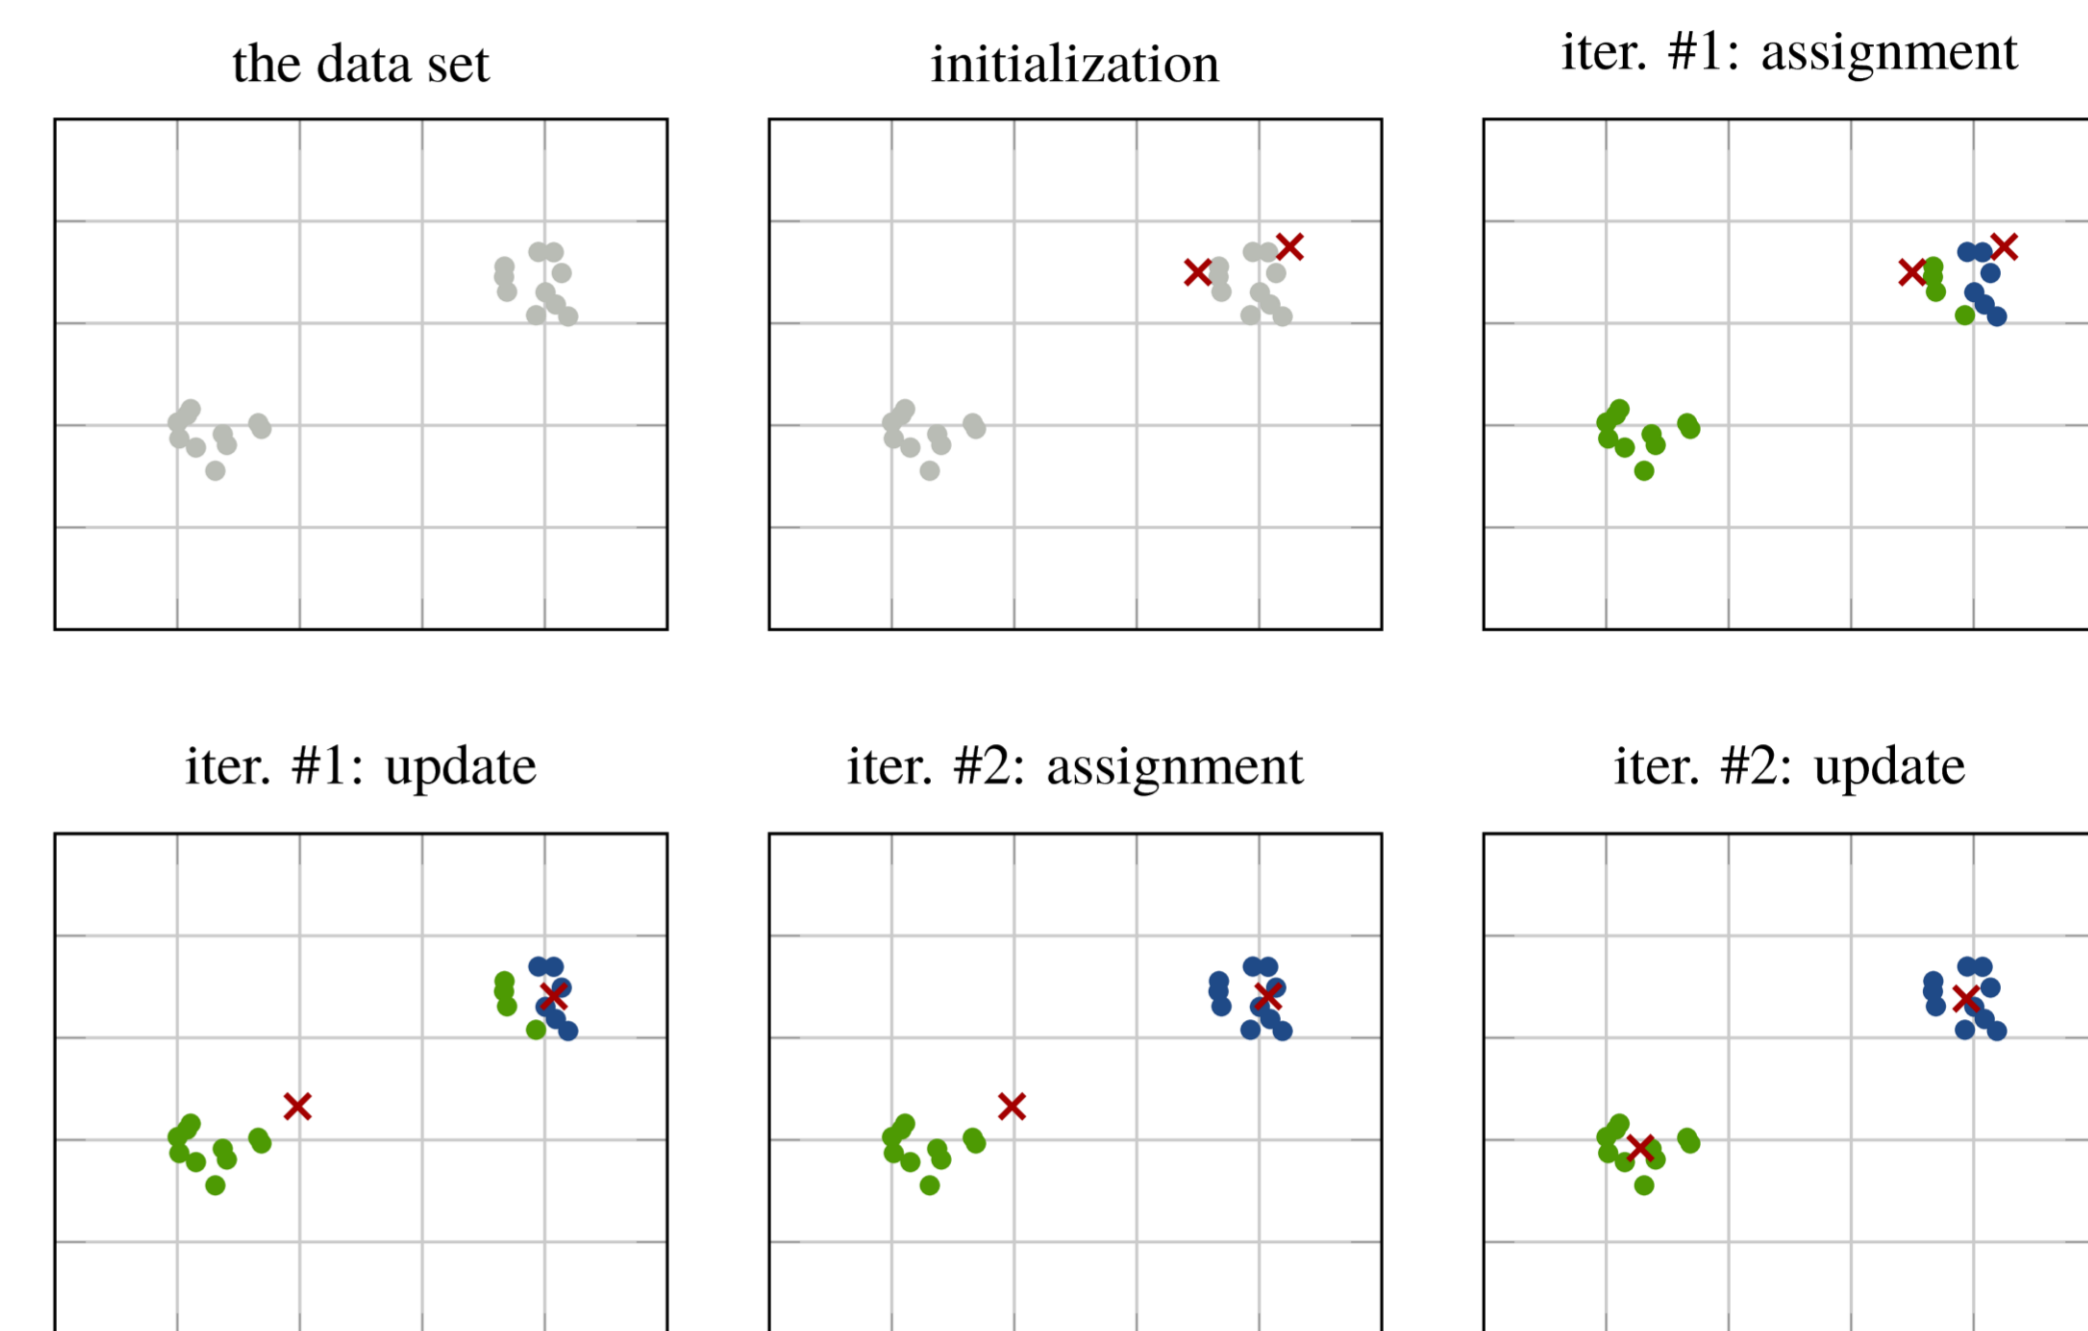 the data set
initialization
iter. #1: assignment
iter. #1: update
iter. #2: assignment
iter. #2: update